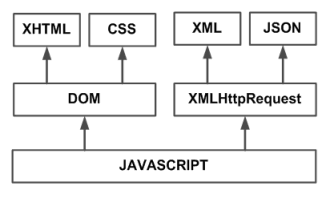 XHTML CSS XML JSON
DOM XMLHttpRequest
JAVASCRIPT